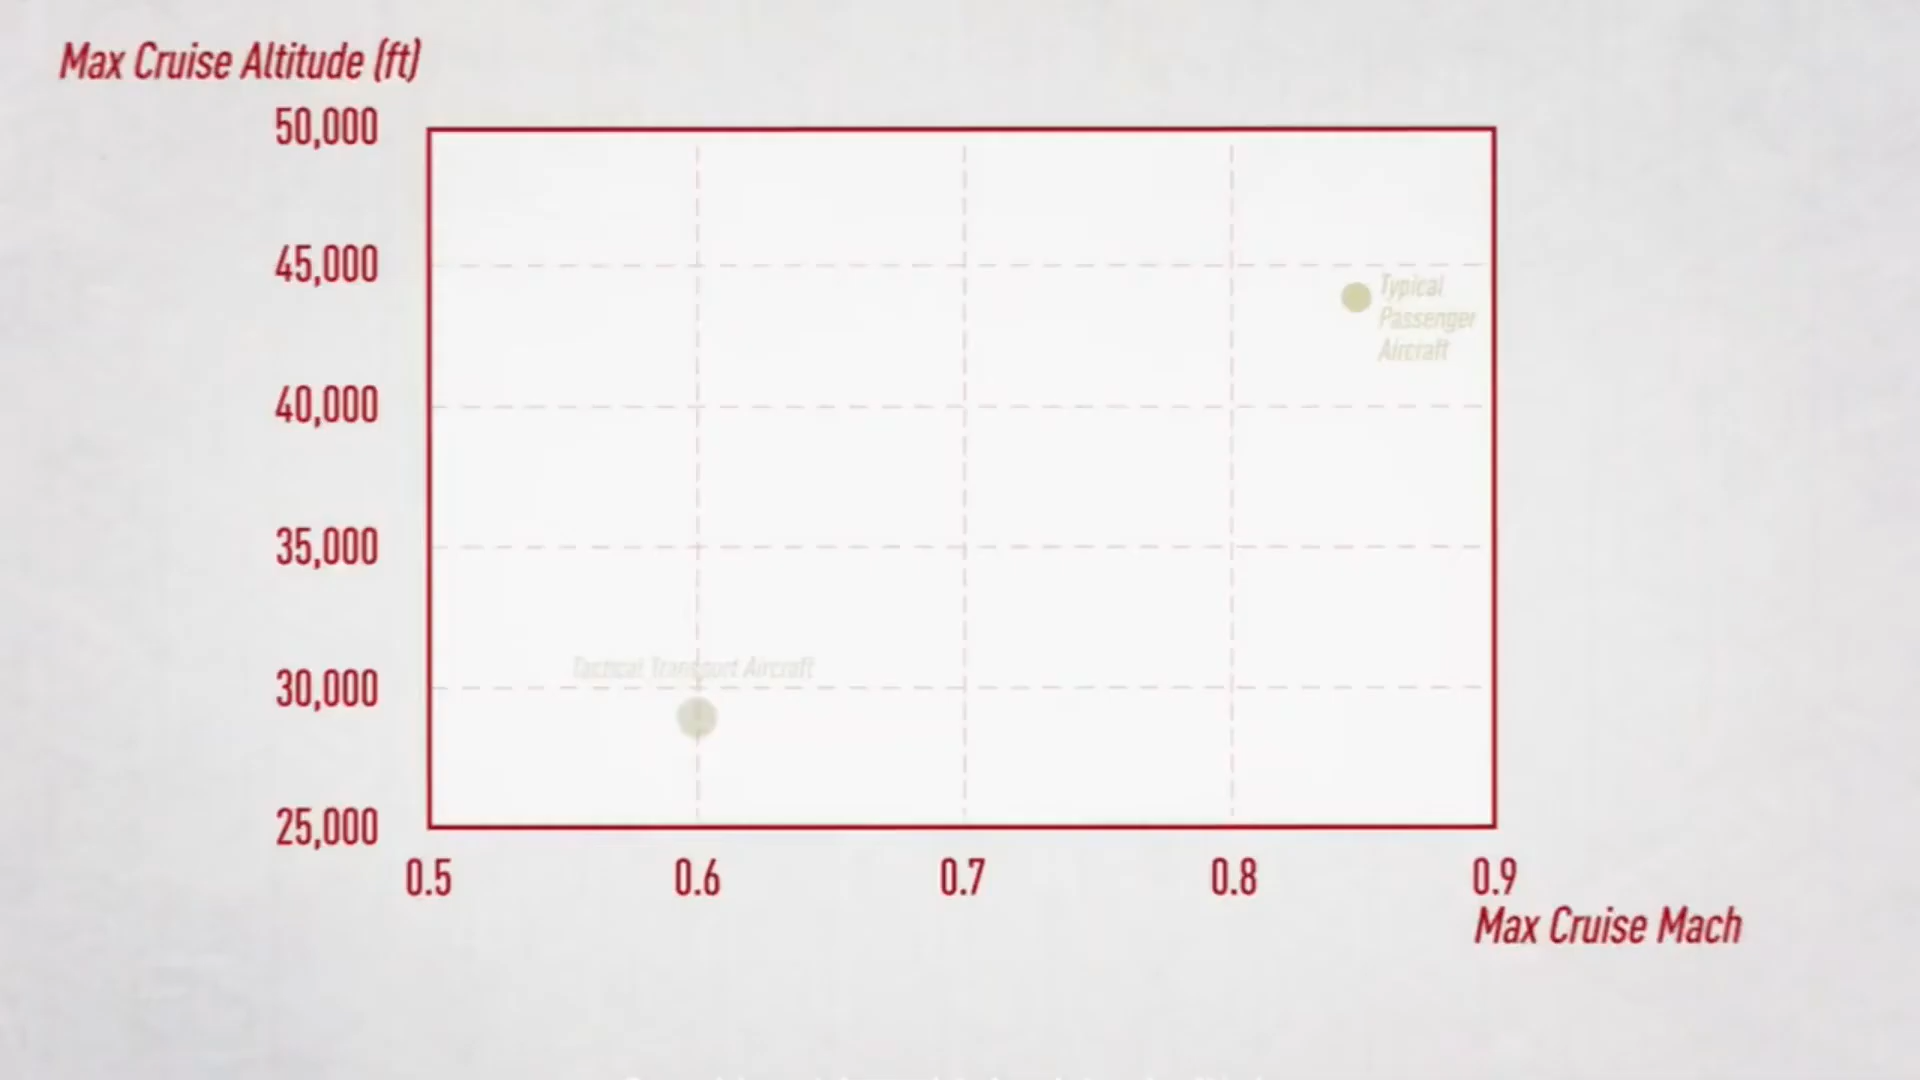 Max Cruise Altitude (ft)
50,000
45,000
Typical
Passenger
Aircraft
40,000
35,000
Tactical Transport Aircraft
30,000
25,000
0.5 0.6 0.7 0.8 0.9
Max Cruise Mach